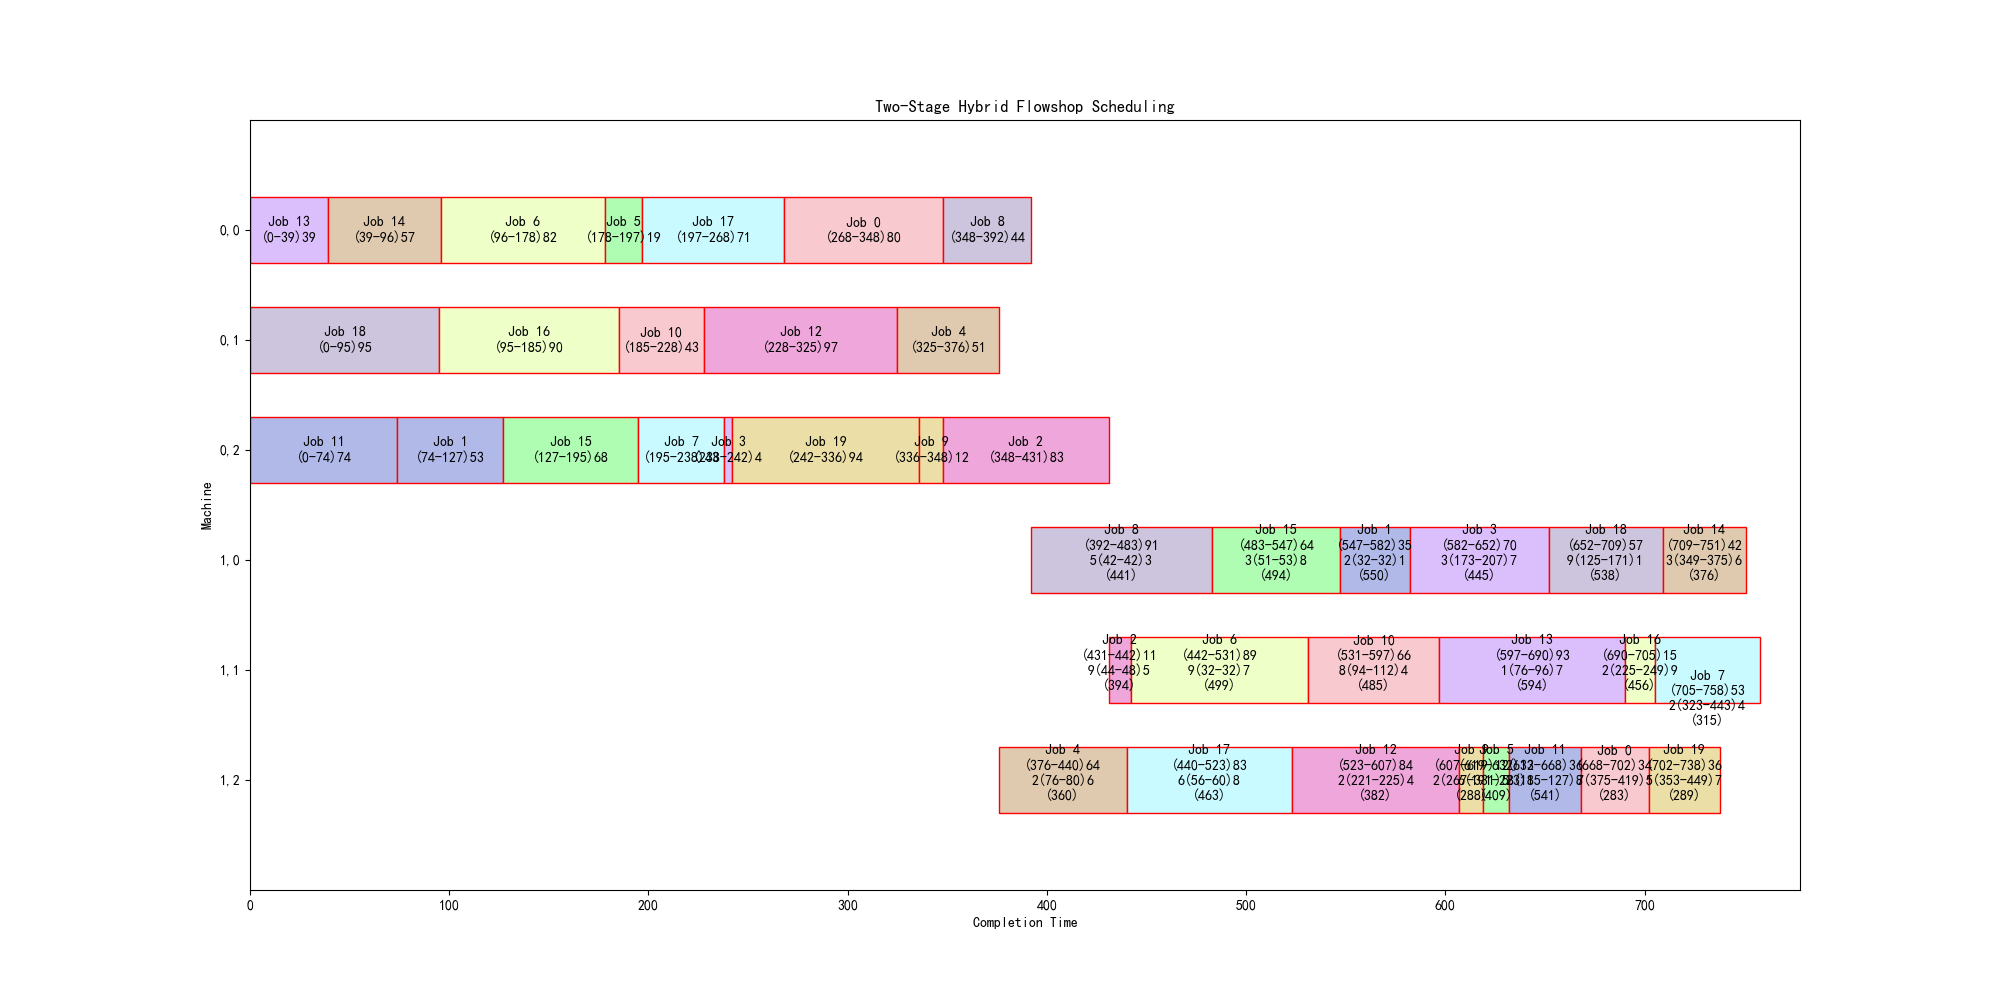 Two-Stage Hybrid Flowshop Scheduling
Machine
0,0
Job 13
(0-39)39
Job 14
(39-96)57
Job 6
(96-178)82
Job 5
(178-197)19
Job 17
(197-268)71
Job 0
(268-348)80
Job 8
(348-392)44
0,1
Job 18
(0-95)95
Job 16
(95-185)90
Job 10
(185-228)43
Job 12
(228-325)97
Job 4
(325-376)51
0,2
Job 11
(0-74)74
Job 1
(74-127)53
Job 15
(127-195)68
Job 7
(195-238)43
Job 3
(238-242)4
Job 19
(242-336)94
Job 9
(336-348)12
Job 2
(348-431)83
1,0
Job 8
(392-483)91
5(42-42)3
(441)
Job 15
(483-547)64
3(51-53)8
(494)
Job 1
(547-582)35
2(32-32)1
(550)
Job 3
(582-652)70
3(173-207)7
(445)
Job 18
(652-709)57
9(125-171)1
(538)
Job 14
(709-751)42
3(349-375)6
(376)
1,1
Job 2
(431-442)11
9(44-48)5
(394)
Job 6
(442-531)89
9(32-32)7
(499)
Job 10
(531-597)66
8(94-112)4
(485)
Job 13
(597-690)93
1(76-96)7
(594)
Job 16
(690-705)15
2(225-249)9
(456)
Job 7
(705-758)53
2(323-443)4
(315)
1,2
Job 4
(376-440)64
2(76-80)6
(360)
Job 17
(440-523)83
6(56-60)8
(463)
Job 12
(523-607)84
2(221-225)4
(382)
Job 9
(288)
Job 5
(409)
Job 11
(632-668)36
(541)
Job 0
(668-702)34
(375-419)5
(283)
Job 19
(702-738)36
5(353-449)7
(289)
0 100 200 300 400 500 600 700
Completion Time